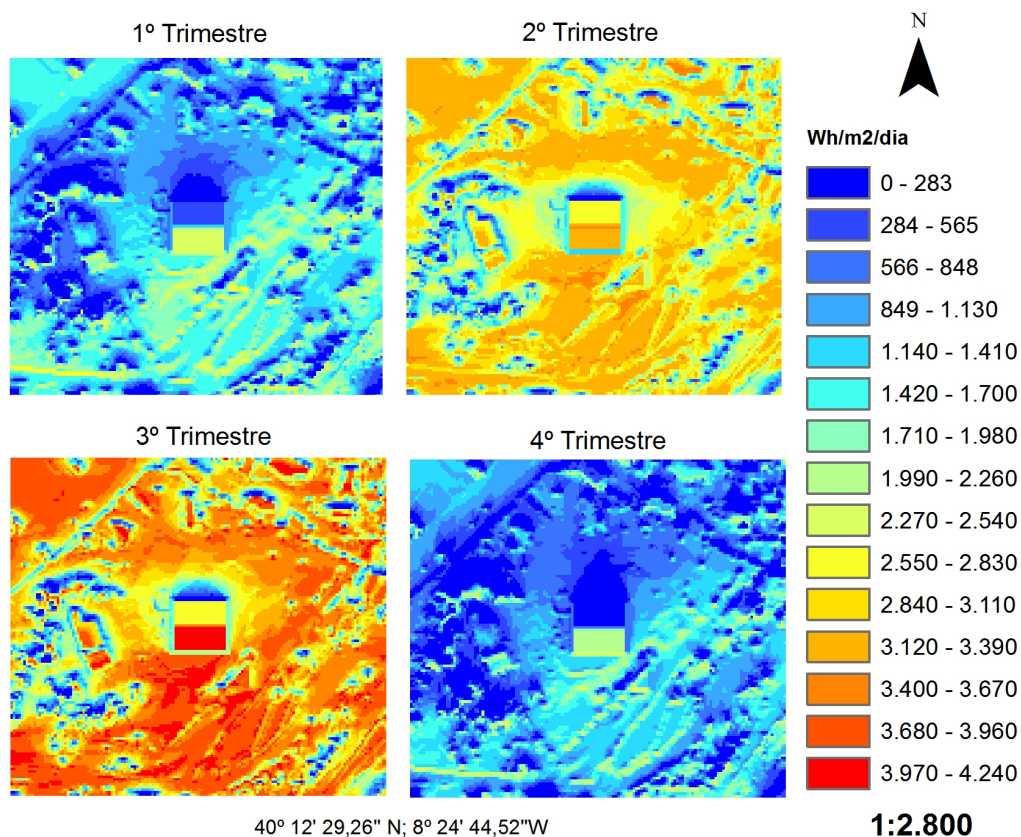 1º Trimestre
2º Trimestre
N
Wh/m2/dia
0 - 283
284 - 565
566 - 848
849 - 1.130
1.140 - 1.410
1.420 - 1.700
1.710 - 1.980
1.990 - 2.260
2.270 - 2.540
2.550 - 2.830
2.840 - 3.110
3.120 - 3.390
3.400 - 3.670
3.680 - 3.960
3.970 - 4.240
3º Trimestre
4º Trimestre
40º 12' 29,26" N; 8º 24' 44,52"W
1:2.800